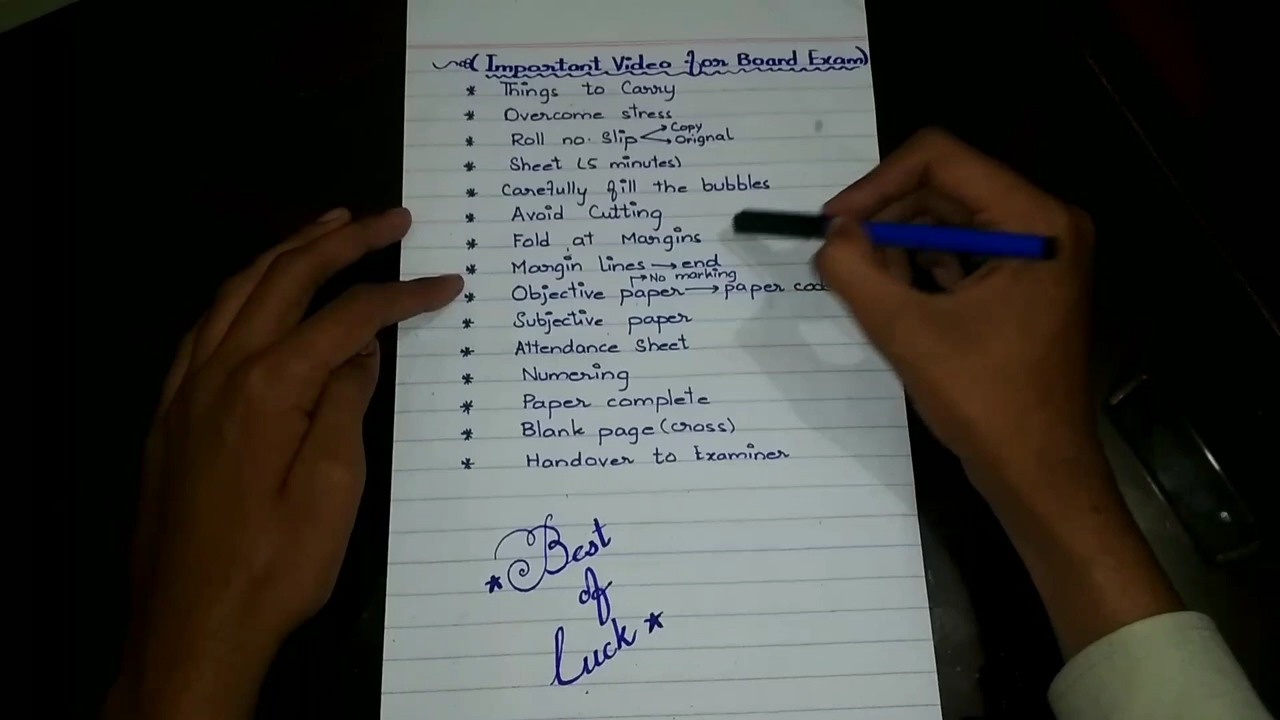 (Important Video for Board Exam)
* Things to Carry
* Overcome stress
* Roll no. Slip → Copy
→ Orignal
* Sheet (5 minutes)
* Carefully fill the bubbles
* Avoid Cutting
* Fold at Margins
* Margin lines → end
→ No marking
* Objective paper → paper
* Subjective paper
* Attendance Sheet
* Numering
* Paper complete
* Blank page (cross)
* Handover to Examiner
* Best
of
Luck *